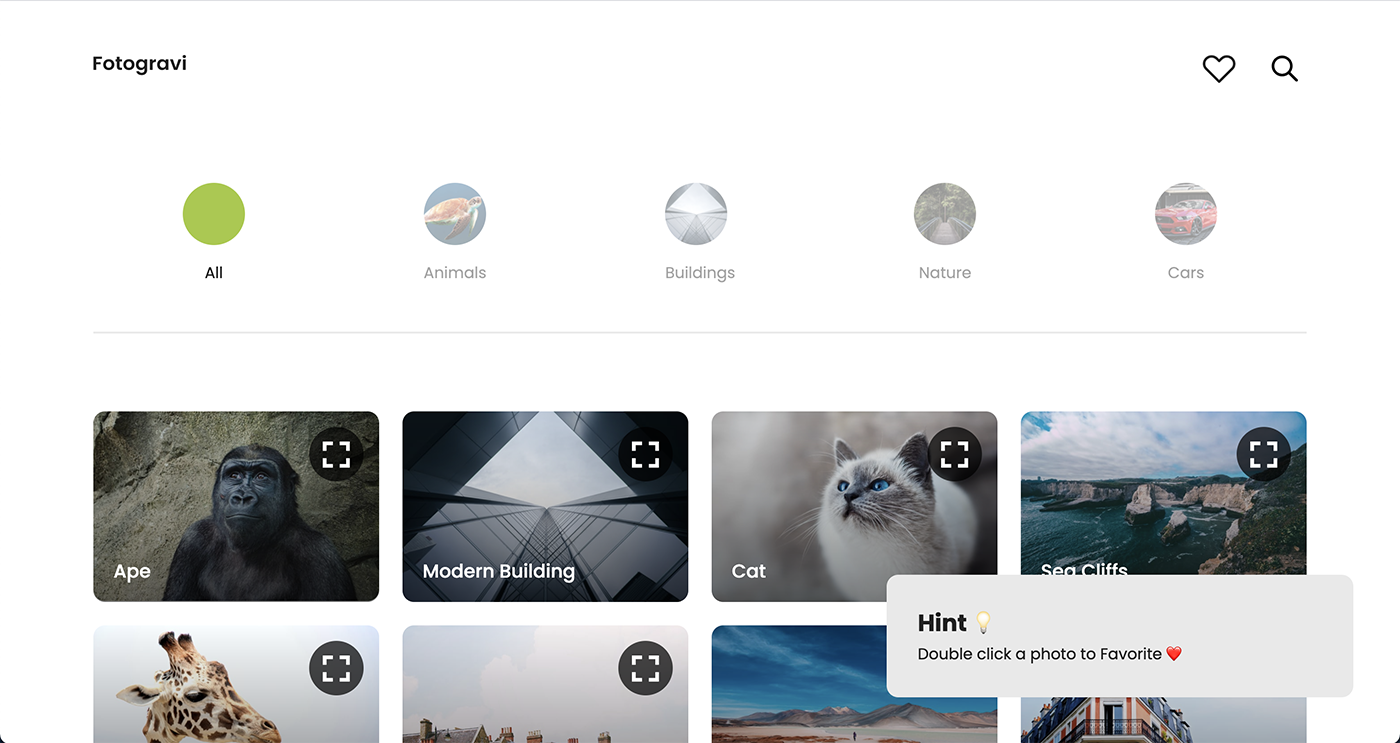 Fotogravi
All
Animals
Buildings
Nature
Cars
Ape
Modern Building
Cat
Sea Cliffs
Hint 💡
Double click a photo to Favorite ❤️